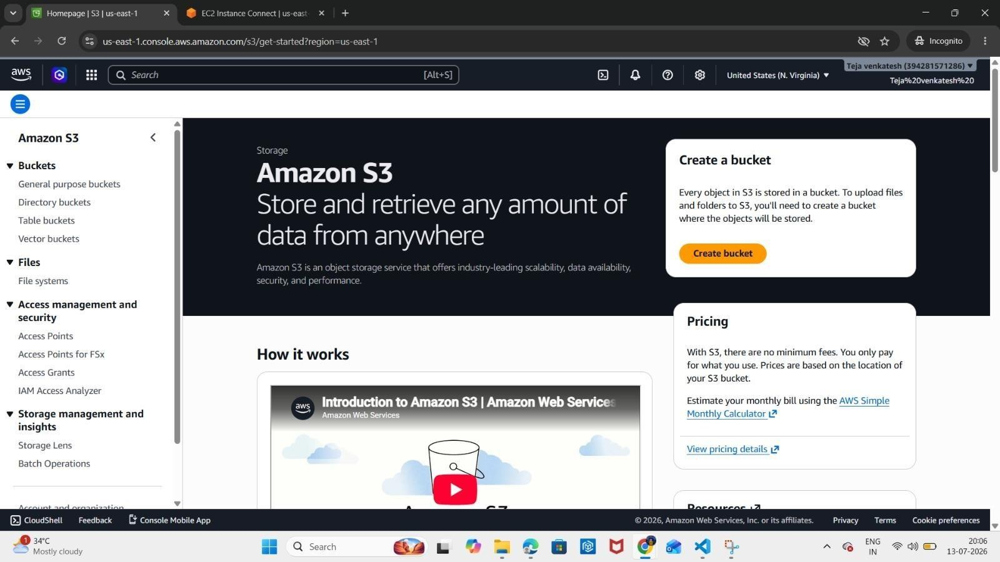 Homepage | S3 | us-east-1
EC2 Instance Connect | us-east-
us-east-1.console.aws.amazon.com/s3/get-started?region=us-east-1
Incognito
aws
Search
[Alt+S]
United States (N. Virginia)
Teja venkatesh (394281571286)
Teja%20venkatesh%20
Amazon S3
Buckets
General purpose buckets
Directory buckets
Table buckets
Vector buckets
Files
File systems
Access management and
security
Access Points
Access Points for FSx
Access Grants
IAM Access Analyzer
Storage management and
insights
Storage Lens
Batch Operations
Account and organization
Storage
Amazon S3
Store and retrieve any amount of
data from anywhere
Amazon S3 is an object storage service that offers industry-leading scalability, data availability,
security, and performance.
Create a bucket
Every object in S3 is stored in a bucket. To upload files
and folders to S3, you'll need to create a bucket
where the objects will be stored.
Create bucket
How it works
aws
Introduction to Amazon S3 | Amazon Web Services
Amazon Web Services
Amazon S3
Pricing
With S3, there are no minimum fees. You only pay
for what you use. Prices are based on the location of
your S3 bucket.
Estimate your monthly bill using the AWS Simple
Monthly Calculator
View pricing details
Resources
CloudShell
Feedback
Console Mobile App
© 2026, Amazon Web Services, Inc. or its affiliates.
Privacy
Terms
Cookie preferences
1
34°C
Mostly cloudy
Search
ENG
IN
20:06
13-07-2026